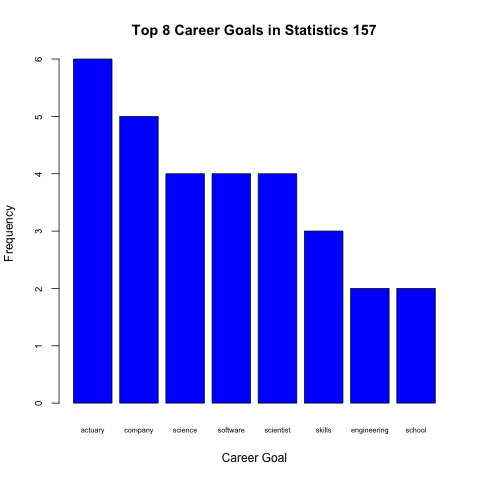 Top 8 Career Goals in Statistics 157
Frequency
6
5
4
3
2
1
0
actuary company science software scientist skills engineering school
Career Goal